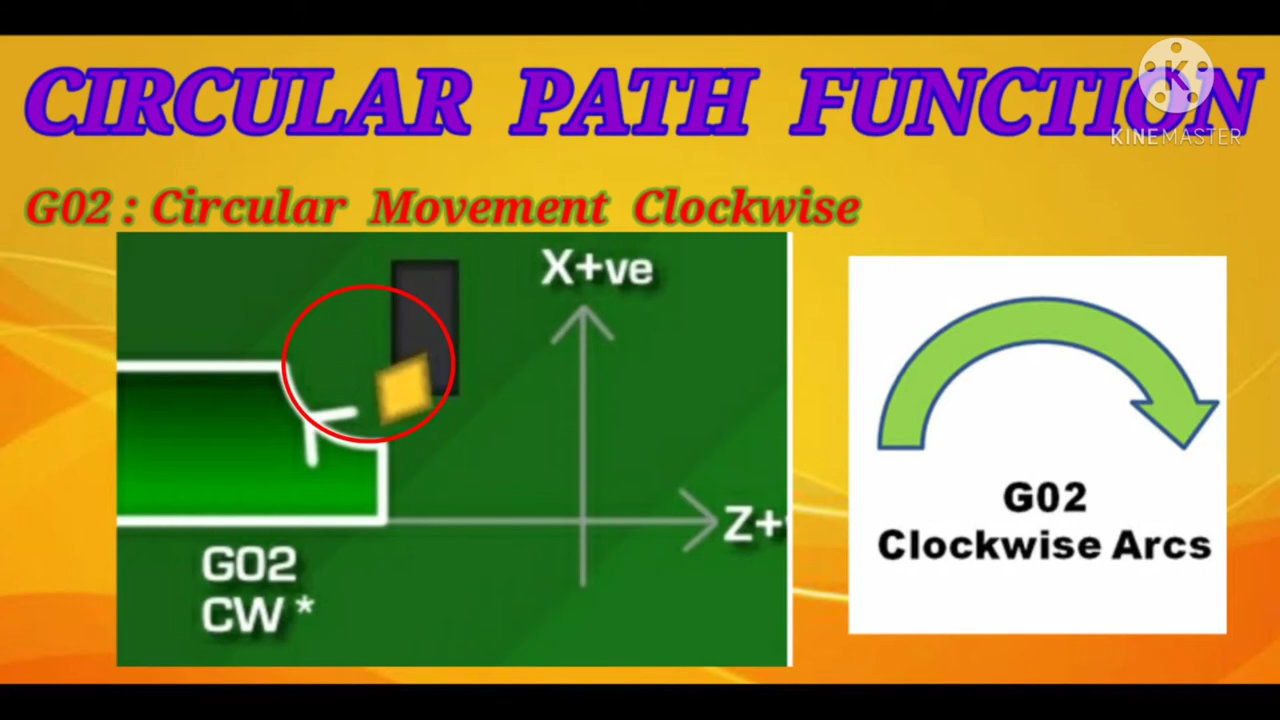 CIRCULAR PATH FUNCTION
KINEMASTER
G02 : Circular Movement Clockwise
X+ve
Z+
G02
CW *
G02
Clockwise Arcs